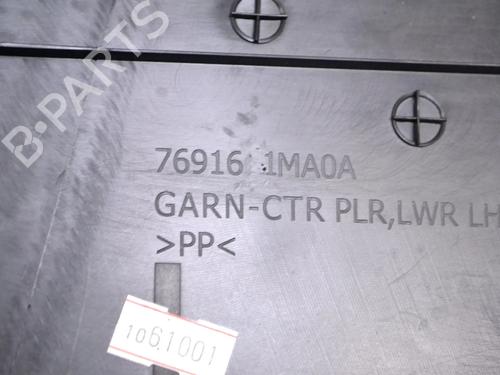 B-PARTS
76916 1MA0A
GARN-CTR PLR,LWR LH
>PP<
1061001